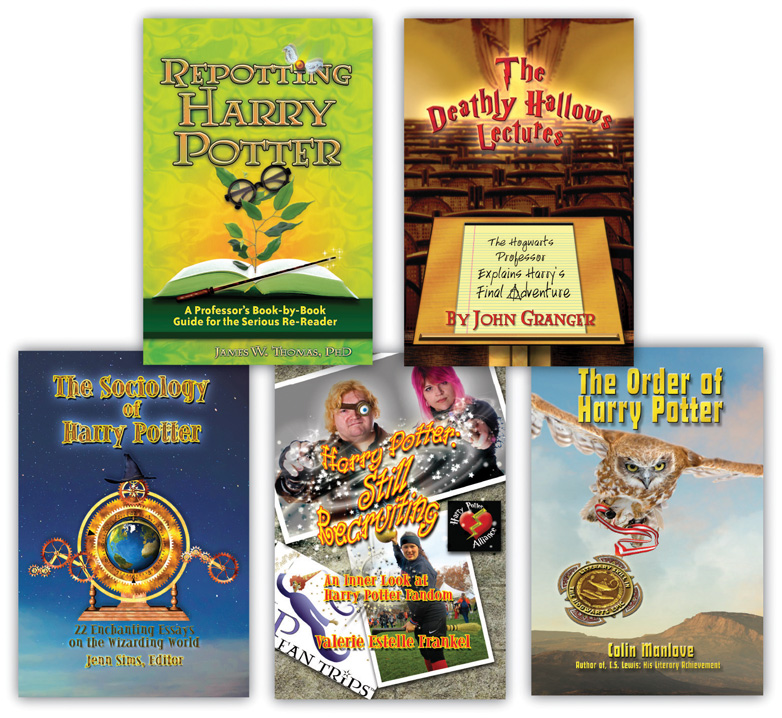 Repotting
Harry
Potter
A Professor's Book-by-Book
Guide for the Serious Re-Reader
James W. Thomas, PhD
The
Deathly Hallows
Lectures
The Hogwarts
Professor
Explains Harry's
Final Adventure
By John Granger
The Sociology
of
Harry Potter
22 Enchanting Essays
on the Wizarding World
Jenn Sims, Editor
Harry Potter:
Still
Recruiting
Harry Potter
Alliance
An Inner Look at
Harry Potter Fandom
EAN TRIPS.
Valerie Estelle Frankel
The Order of
Harry Potter
Colin Manlove
Author of, C.S. Lewis: His Literary Achievement